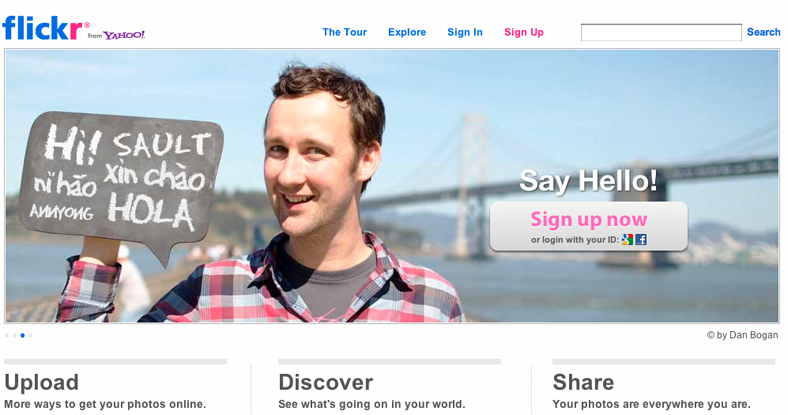 flickr® from YAHOO!
The Tour Explore Sign In Sign Up Search
Hi! SAULT
nǐ hǎo xin chào
ANNYONG HOLA
Say Hello!
Sign up now
or login with your ID:
© by Dan Bogan
Upload Discover Share
More ways to get your photos online. See what's going on in your world. Your photos are everywhere you are.